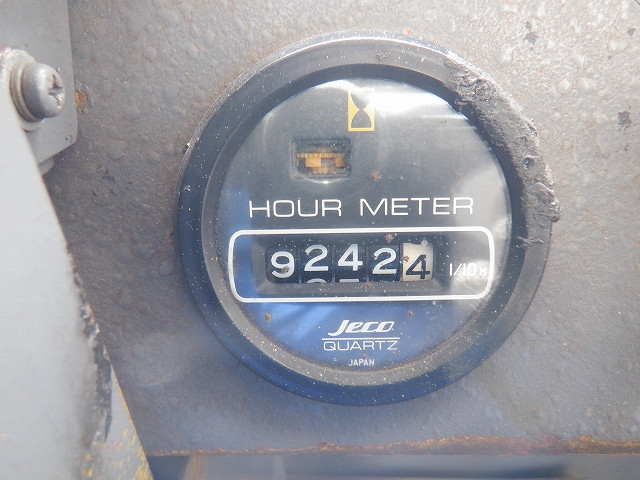 HOUR METER
92424 1/10H
Jeco
QUARTZ
JAPAN